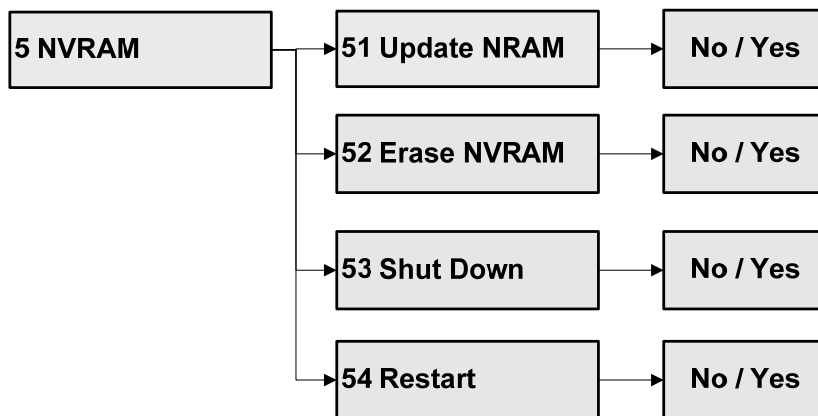 5 NVRAM
51 Update NRAM
No / Yes
52 Erase NVRAM
No / Yes
53 Shut Down
No / Yes
54 Restart
No / Yes